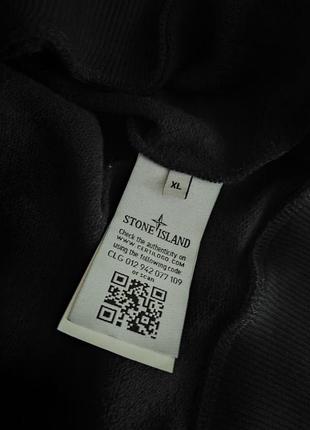 XL
STONE ISLAND
Check the authenticity on
WWW.CERTILOGO.COM
using the following code
CLG 012 942 077 109
or scan